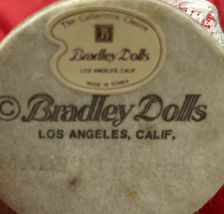 The Collectors Choice
B
Bradley Dolls
LOS ANGELES, CALIF
MADE IN KOREA
© Bradley Dolls
LOS ANGELES, CALIF.